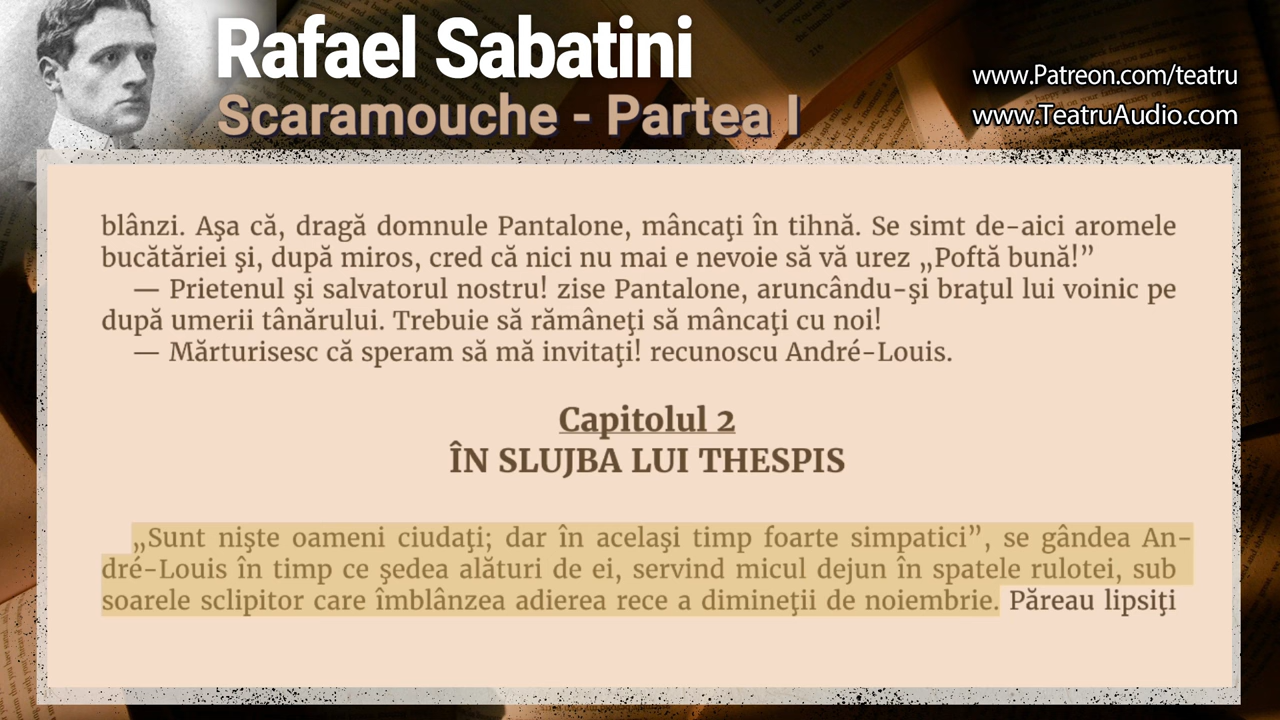 Rafael Sabatini
Scaramouche - Partea I
www.Patreon.com/teatru
www.TeatruAudio.com
blânzi. Aşa că, dragă domnule Pantalone, mâncaţi în tihnă. Se simt de-aici aromele
bucătăriei şi, după miros, cred că nici nu mai e nevoie să vă urez „Poftă bună!”
— Prietenul şi salvatorul nostru! zise Pantalone, aruncându-şi braţul lui voinic pe
după umerii tânărului. Trebuie să rămâneţi să mâncaţi cu noi!
— Mărturisesc că speram să mă invitaţi! recunoscu André-Louis.
Capitolul 2
ÎN SLUJBA LUI THESPIS
„Sunt nişte oameni ciudaţi; dar în acelaşi timp foarte simpatici”, se gândea An-
dré-Louis în timp ce şedea alături de ei, servind micul dejun în spatele rulotei, sub
soarele sclipitor care îmblânzea adierea rece a dimineţii de noiembrie. Păreau lipsiţi